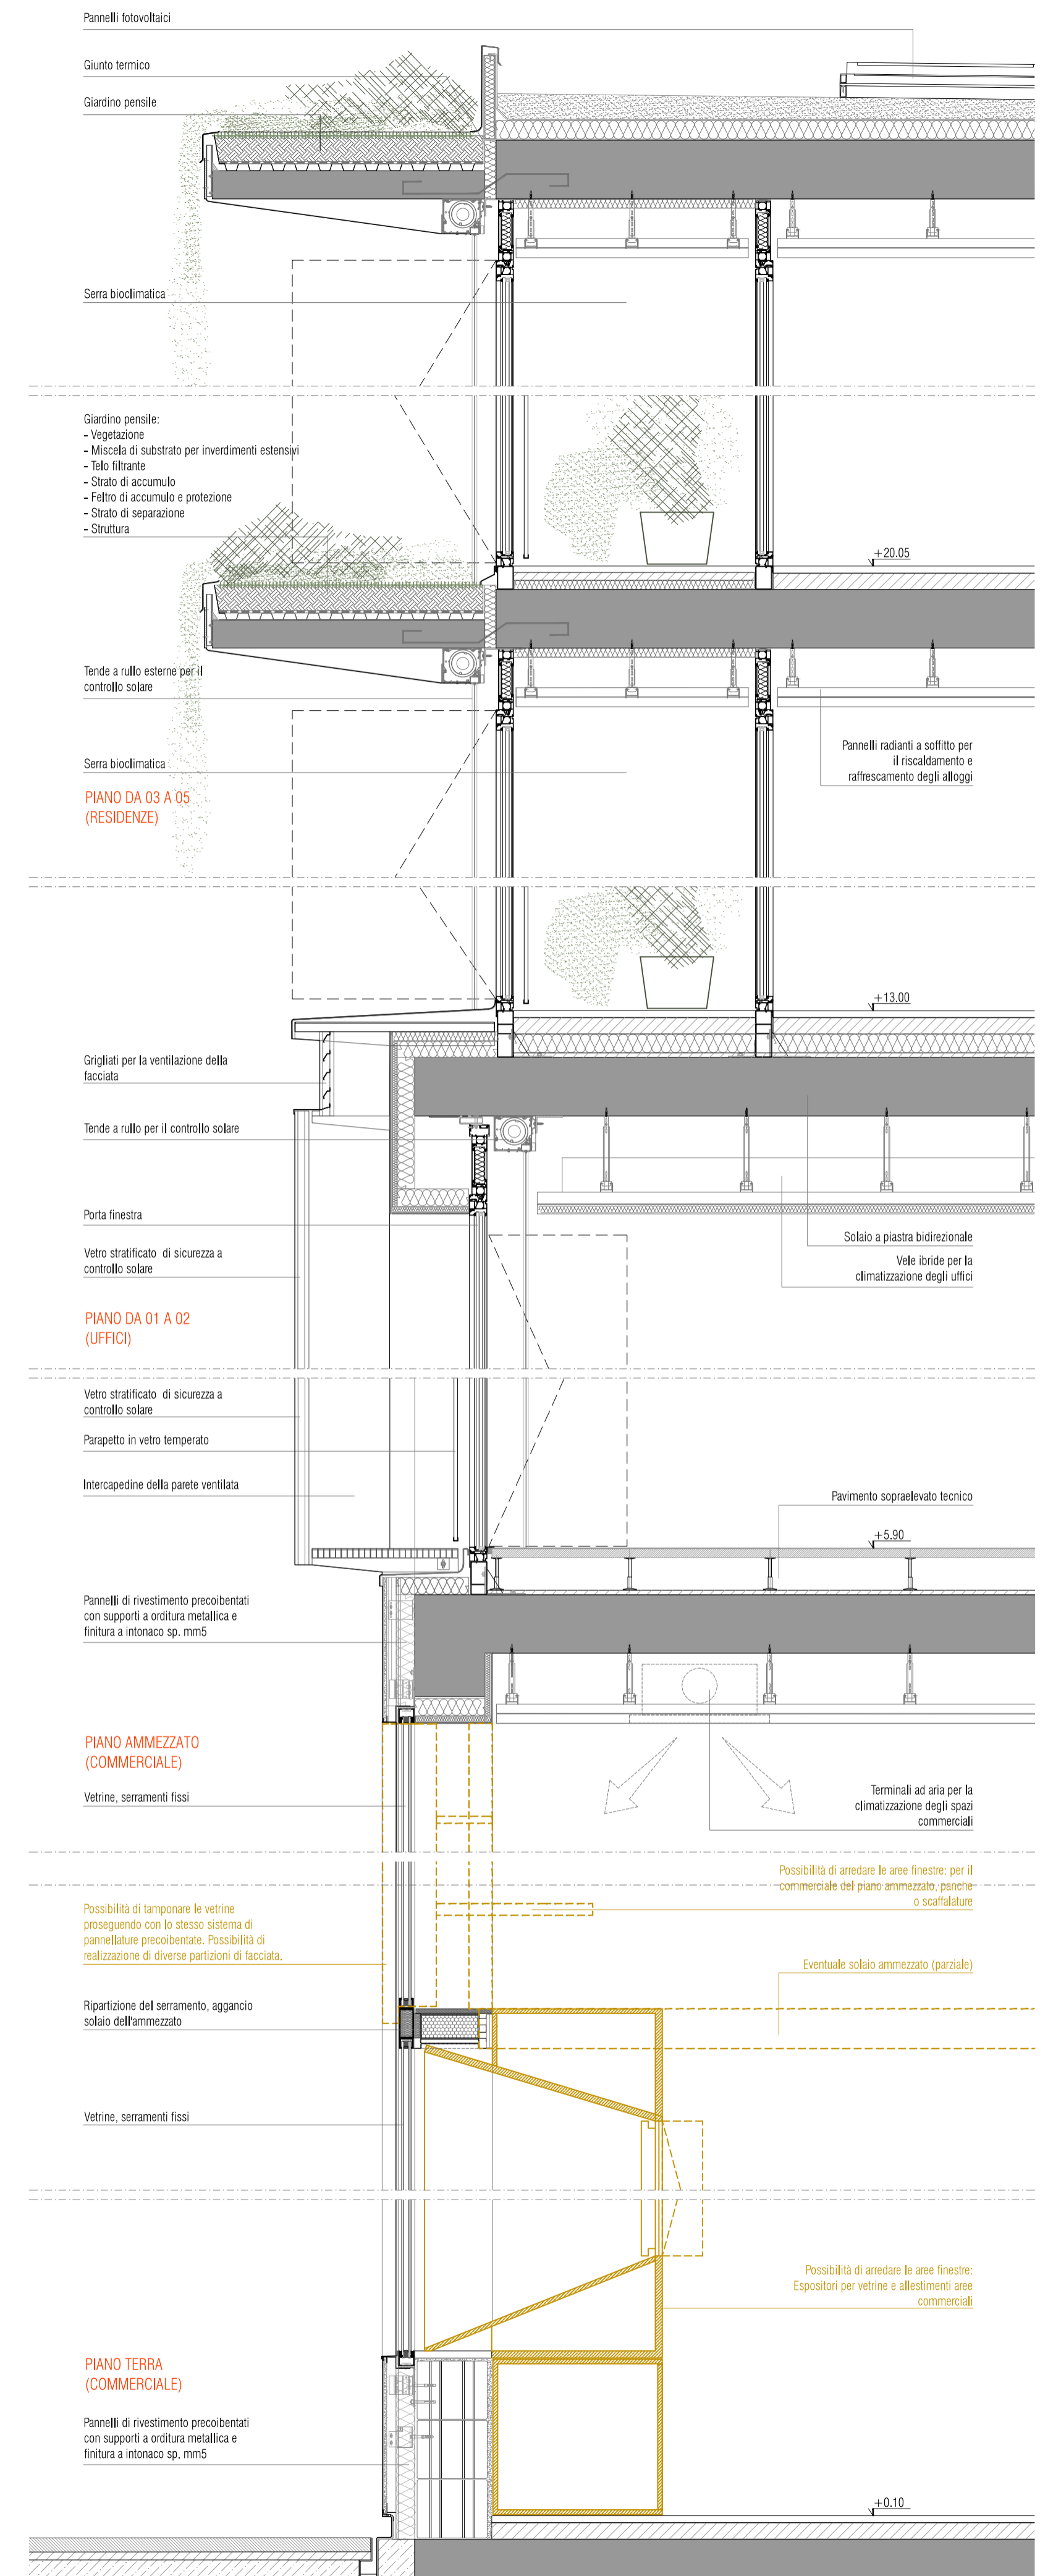 Pannelli fotovoltaici
Giunto termico
Giardino pensile
Serra bioclimatica
Giardino pensile:
- Vegetazione
- Miscela di substrato per inverdimenti estensivi
- Telo filtrante
- Strato di accumulo
- Feltro di accumulo e protezione
- Strato di separazione
- Struttura
+20.05
Tende a rullo esterne per il
controllo solare
Pannelli radianti a soffitto per
il riscaldamento e
raffrescamento degli alloggi
Serra bioclimatica
PIANO DA 03 A 05
(RESIDENZE)
+13.00
Grigliati per la ventilazione della
facciata
Tende a rullo per il controllo solare
Porta finestra
Solaio a piastra bidirezionale
Vetro stratificato di sicurezza a
controllo solare
Vele ibride per la
climatizzazione degli uffici
PIANO DA 01 A 02
(UFFICI)
Vetro stratificato di sicurezza a
controllo solare
Parapetto in vetro temperato
Intercapedine della parete ventilata
Pavimento sopraelevato tecnico
+5.90
Pannelli di rivestimento precoibentati
con supporti a orditura metallica e
finitura a intonaco sp. mm5
PIANO AMMEZZATO
(COMMERCIALE)
Vetrine, serramenti fissi
Terminali ad aria per la
climatizzazione degli spazi
commerciali
Possibilità di arredare le aree finestre: per il
commerciale del piano ammezzato, panche
o scaffalature
Possibilità di tamponare le vetrine
proseguendo con lo stesso sistema di
pannellature precoibentate. Possibilità di
realizzazione di diverse partizioni di facciata.
Eventuale solaio ammezzato (parziale)
Ripartizione del serramento, aggancio
solaio dell'ammezzato
Vetrine, serramenti fissi
Possibilità di arredare le aree finestre:
Espositori per vetrine e allestimenti aree
commerciali
PIANO TERRA
(COMMERCIALE)
Pannelli di rivestimento precoibentati
con supporti a orditura metallica e
finitura a intonaco sp. mm5
+0.10